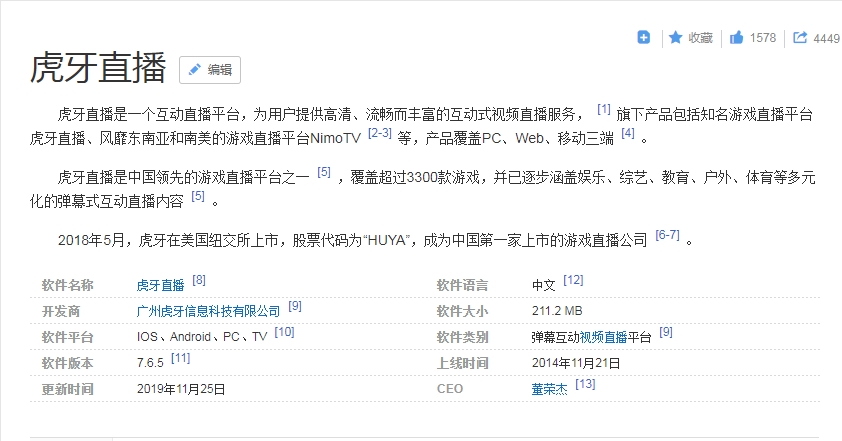 收藏 1578 4449
虎牙直播 编辑
虎牙直播是一个互动直播平台，为用户提供高清、流畅而丰富的互动式视频直播服务， [1] 旗下产品包括知名游戏直播平台
虎牙直播、风靡东南亚和南美的游戏直播平台NimoTV [2-3] 等，产品覆盖PC、Web、移动三端 [4] 。
虎牙直播是中国领先的游戏直播平台之一 [5] ，覆盖超过3300款游戏，并已逐步涵盖娱乐、综艺、教育、户外、体育等多元
化的弹幕式互动直播内容 [5] 。
2018年5月，虎牙在美国纽交所上市，股票代码为“HUYA”，成为中国第一家上市的游戏直播公司 [6-7] 。
软件名称 虎牙直播 [8] 软件语言 中文 [12]
开发商 广州虎牙信息科技有限公司 [9] 软件大小 211.2 MB
软件平台 IOS、Android、PC、TV [10] 软件类别 弹幕互动视频直播平台 [9]
软件版本 7.6.5 [11] 上线时间 2014年11月21日
更新时间 2019年11月25日 CEO 董荣杰 [13]